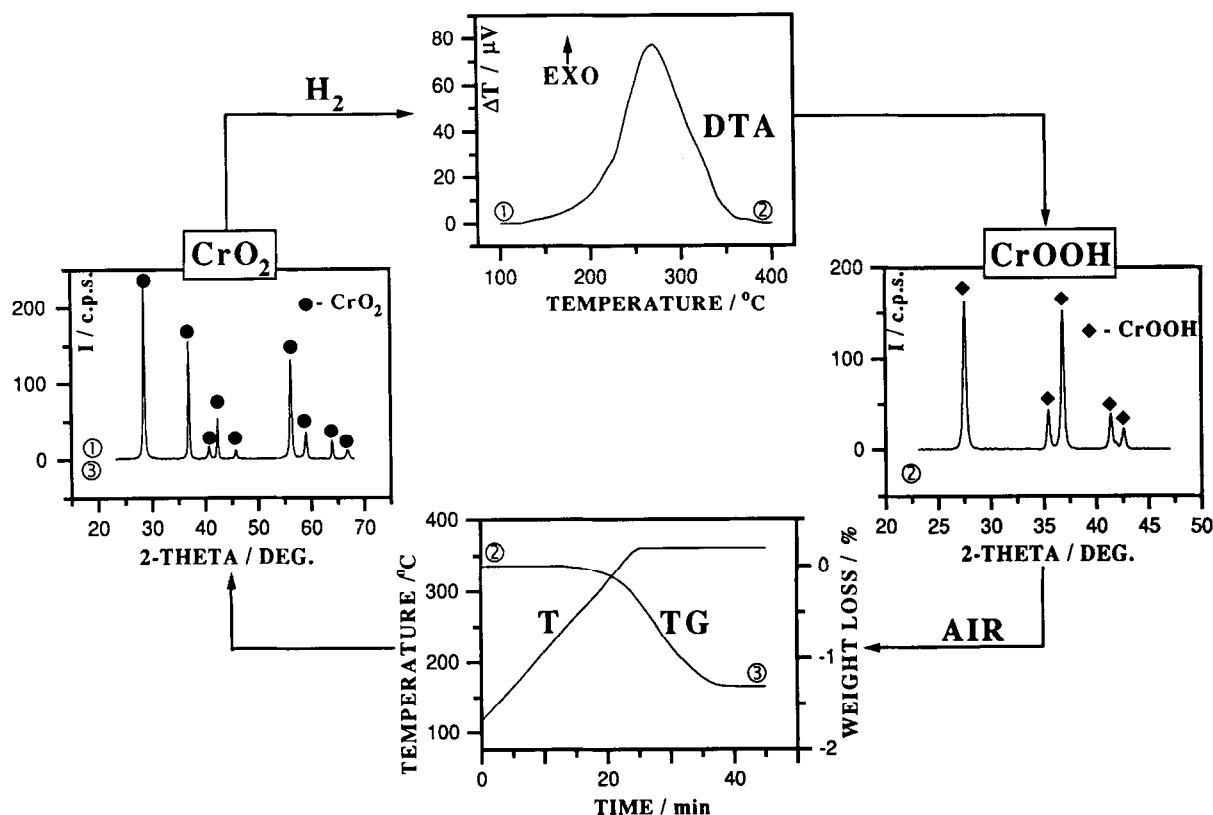 80
60
40
20
0
ΔT / μV
EXO
DTA
①
②
100
200
300
400
TEMPERATURE / ⁰C
H₂
CrO₂
200
100
0
I / c.p.s.
●- CrO₂
①
③
20
30
40
50
60
70
2-THETA / DEG.
CrOOH
200
100
0
I / c.p.s.
◆ - CrOOH
②
20
25
30
35
40
45
50
2-THETA / DEG.
AIR
400
300
200
100
TEMPERATURE /⁰C
②
T
TG
③
0
-1
-2
WEIGHT LOSS / %
0
20
40
TIME / min